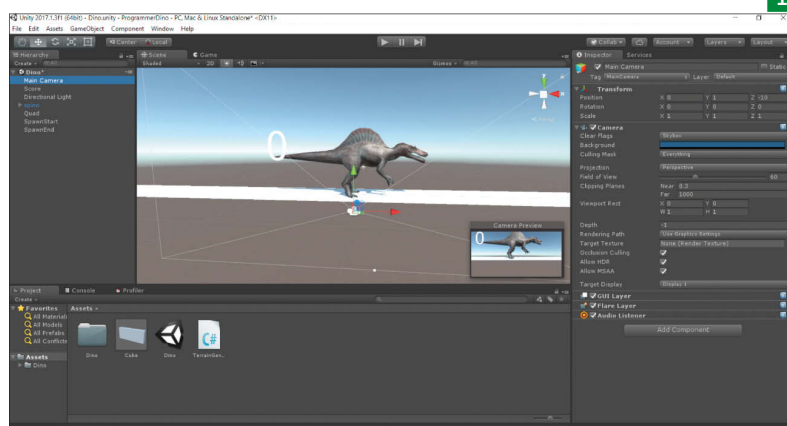 Unity 2017.1.3f1 (64bit) - Dino.unity - ProgrammerDino - PC, Mac & Linux Standalone* <DX11>
File Edit Assets GameObject Component Window Help
Center Local
Collab Account Layers Layout
Hierarchy
Create
Dino*
Main Camera
Score
Directional Light
spino
Quad
SpawnStart
SpawnEnd
Scene Game
Shaded 2D Gizmos
0
Persp
Camera Preview
0
Inspector Services
Main Camera Static
Tag MainCamera Layer Default
Transform
Position X 0 Y 1 Z -10
Rotation X 0 Y 0 Z 0
Scale X 1 Y 1 Z 1
Camera
Clear Flags Skybox
Background
Culling Mask Everything
Projection Perspective
Field of View 60
Clipping Planes Near 0.3
Far 1000
Viewport Rect X 0 Y 0
W 1 H 1
Depth -1
Rendering Path Use Graphics Settings
Target Texture None (Render Texture)
Occlusion Culling
Allow HDR
Allow MSAA
Target Display Display 1
GUI Layer
Flare Layer
Audio Listener
Add Component
Project Console Profiler
Create
Favorites
All Material
All Models
All Prefabs
All Conflicts
Assets
Dino
Assets
Dino Cube Dino TerrainGen...
C#
1